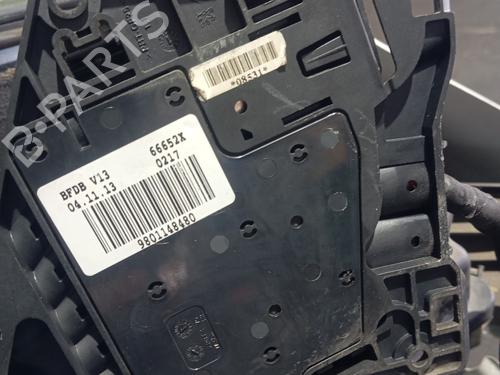 B-PARTS
*08531*
BFDB V13 66652X
04.11.13 0217
9801148480